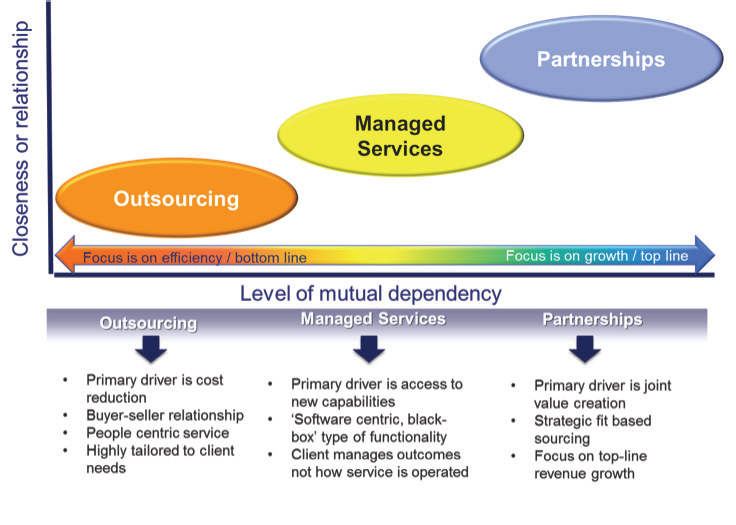 Closeness or relationship
Partnerships
Managed
Services
Outsourcing
Focus is on efficiency / bottom line
Focus is on growth / top line
Level of mutual dependency
Outsourcing
Managed Services
Partnerships
• Primary driver is cost
reduction
• Buyer-seller relationship
• People centric service
• Highly tailored to client
needs
• Primary driver is access to
new capabilities
• ‘Software centric, black-
box’ type of functionality
• Client manages outcomes
not how service is operated
• Primary driver is joint
value creation
• Strategic fit based
sourcing
• Focus on top-line
revenue growth